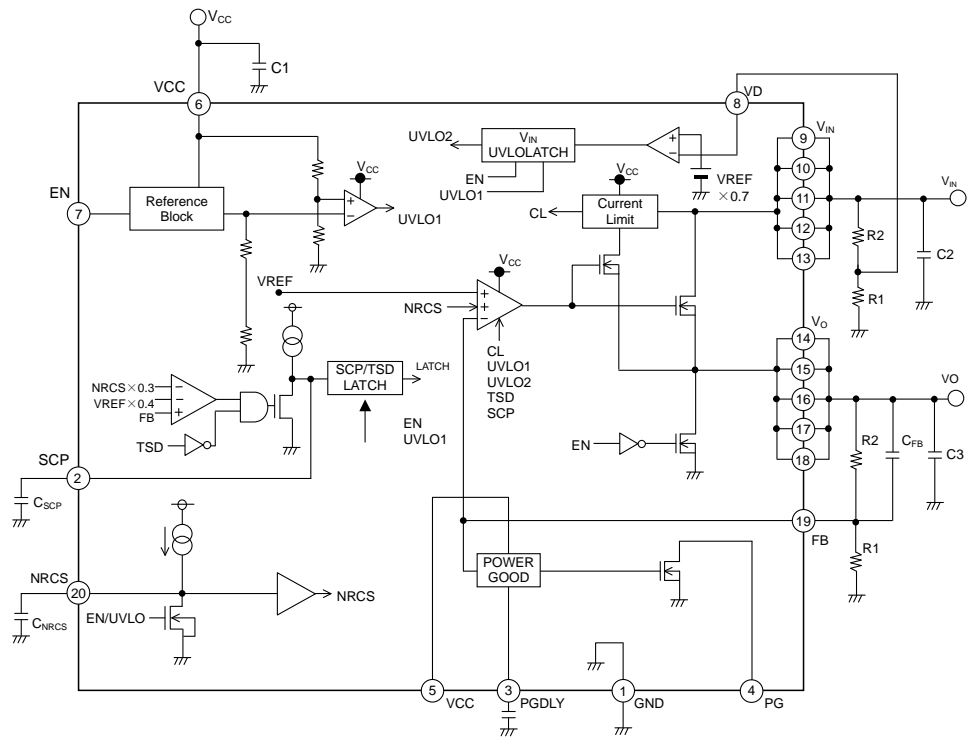 VCC
C1
VCC
6
8
VD
UVLO2
VIN
UVLOLATCH
EN
UVLO1
+
−
VREF
×0.7
9
VIN
10
11
12
13
VIN
EN
7
Reference
Block
VCC
+
−
UVLO1
VCC
CL
Current
Limit
R2
C2
R1
VREF
NRCS
VCC
+
+
−
CL
UVLO1
UVLO2
TSD
SCP
VO
14
15
16
17
18
VO
R2
CFB
C3
NRCS×0.3
VREF×0.4
FB
−
−
+
TSD
SCP/TSD
LATCH
LATCH
EN
UVLO1
EN
SCP
2
CSCP
19
FB
R1
NRCS
20
CNRCS
EN/UVLO
NRCS
POWER
GOOD
5
VCC
3
PGDLY
1
GND
4
PG